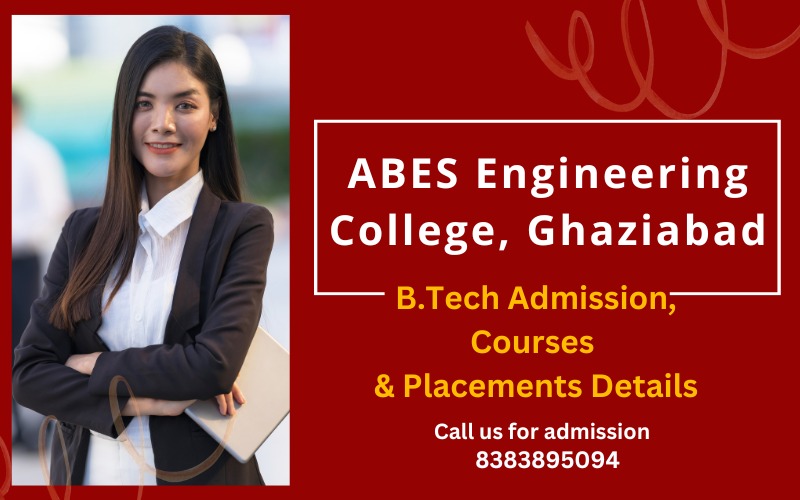 ABES Engineering
College, Ghaziabad
B.Tech Admission,
Courses
& Placements Details
Call us for admission
8383895094